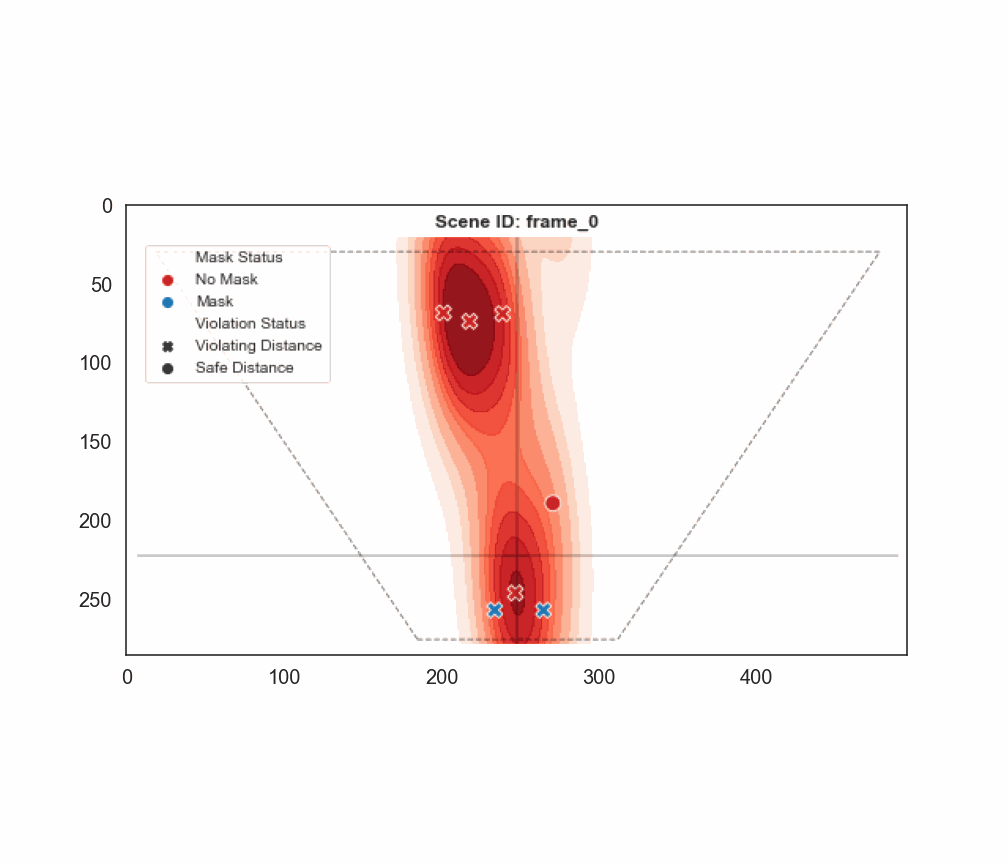 Scene ID: frame_0
Mask Status
No Mask
Mask
Violation Status
Violating Distance
Safe Distance
0
50
100
150
200
250
0 100 200 300 400